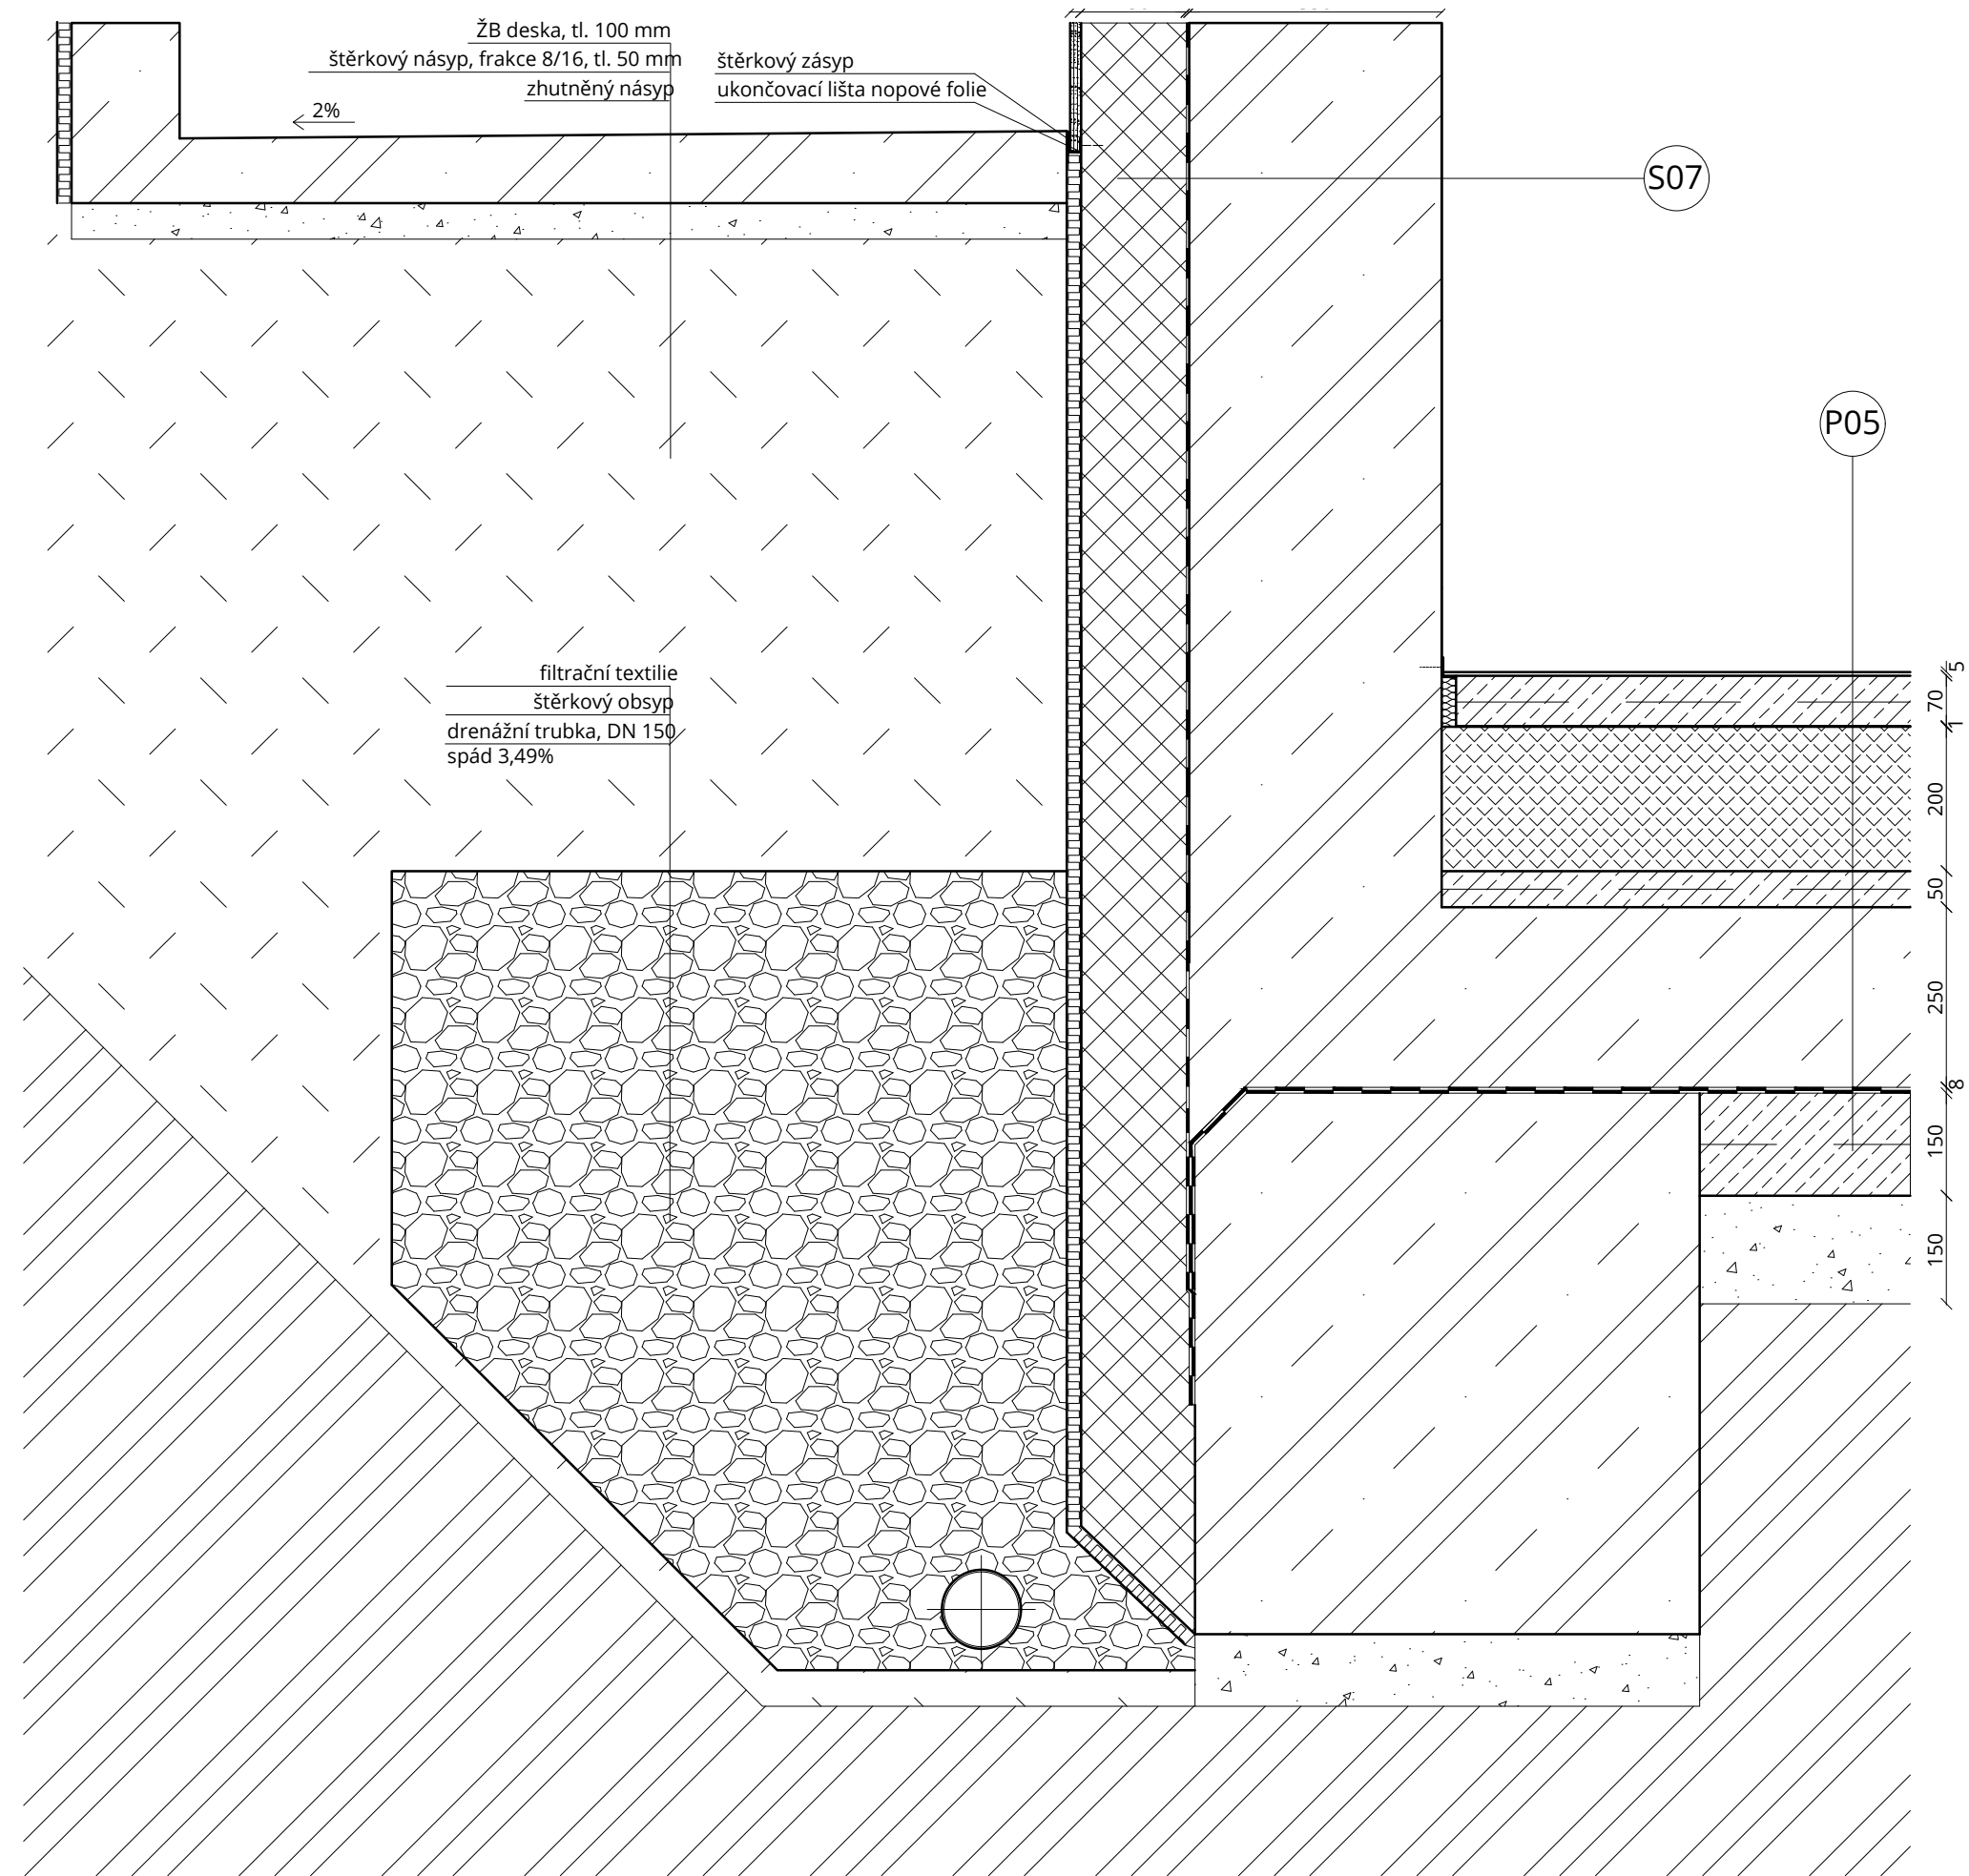 ŽB deska, tl. 100 mm
štěrkový násyp, frakce 8/16, tl. 50 mm
zhutněný násyp
štěrkový zásyp
ukončovací lišta nopové folie
2%
S07
P05
filtrační textilie
štěrkový obsyp
drenážní trubka, DN 150
spád 3,49%
5
70
1
200
50
250
8
150
150